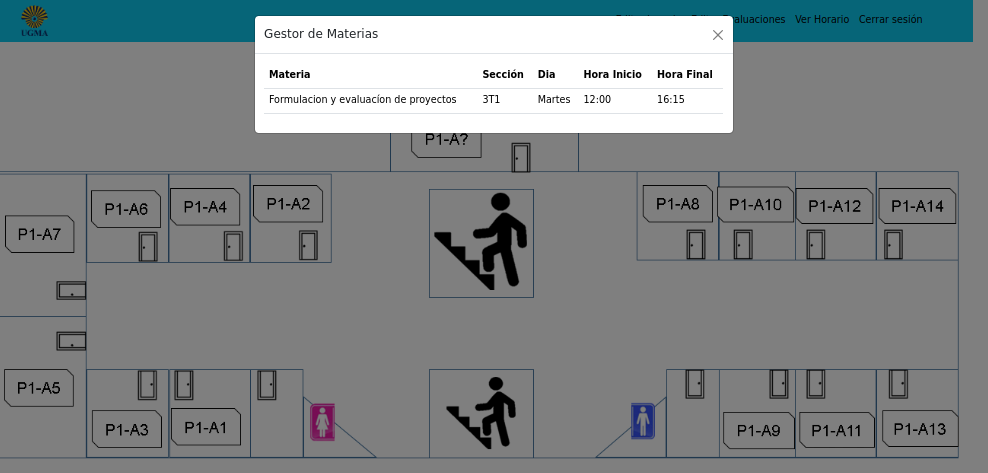 UGMA
Evaluaciones Ver Horario Cerrar sesión
Gestor de Materias
Materia Sección Dia Hora Inicio Hora Final
Formulacion y evaluacíon de proyectos 3T1 Martes 12:00 16:15
P1-A?
P1-A7 P1-A6 P1-A4 P1-A2 P1-A8 P1-A10 P1-A12 P1-A14
P1-A5 P1-A3 P1-A1 P1-A9 P1-A11 P1-A13